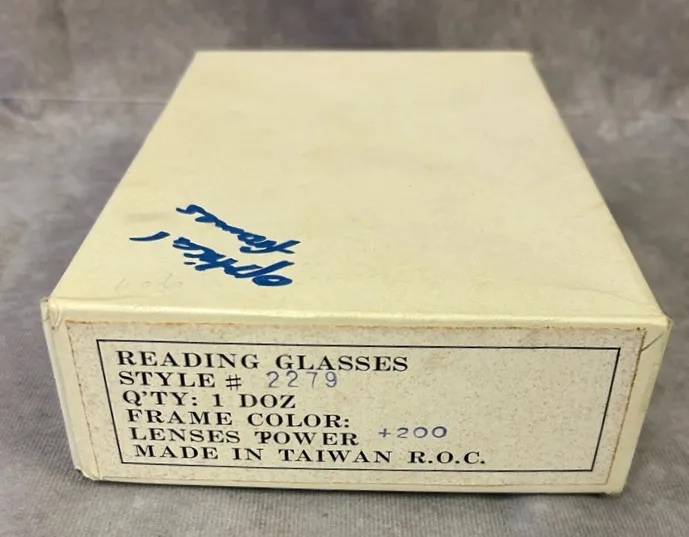 optical
frames
READING GLASSES
STYLE # 2279
Q'TY: 1 DOZ
FRAME COLOR:
LENSES POWER +200
MADE IN TAIWAN R.O.C.